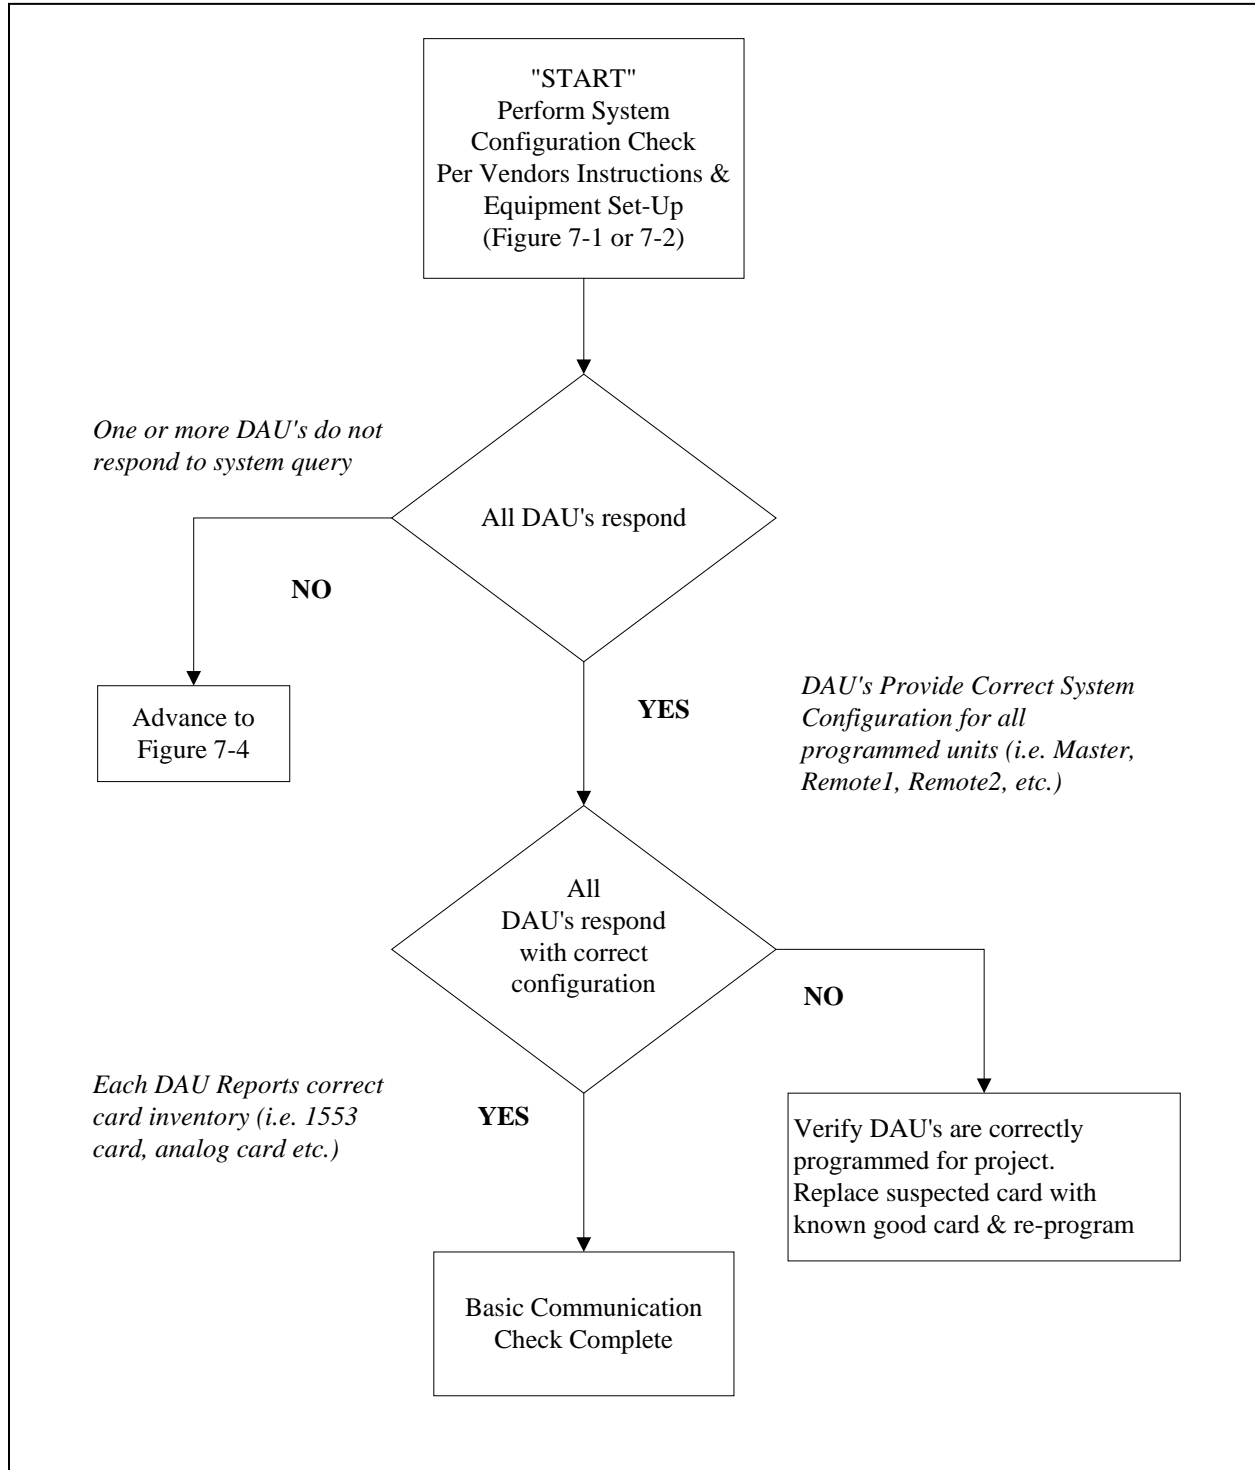 "START"
Perform System
Configuration Check
Per Vendors Instructions &
Equipment Set-Up
(Figure 7-1 or 7-2)
One or more DAU's do not
respond to system query
All DAU's respond
NO
Advance to
Figure 7-4
YES
DAU's Provide Correct System
Configuration for all
programmed units (i.e. Master,
Remote1, Remote2, etc.)
All
DAU's respond
with correct
configuration
NO
Each DAU Reports correct
card inventory (i.e. 1553
card, analog card etc.)
YES
Verify DAU's are correctly
programmed for project.
Replace suspected card with
known good card & re-program
Basic Communication
Check Complete